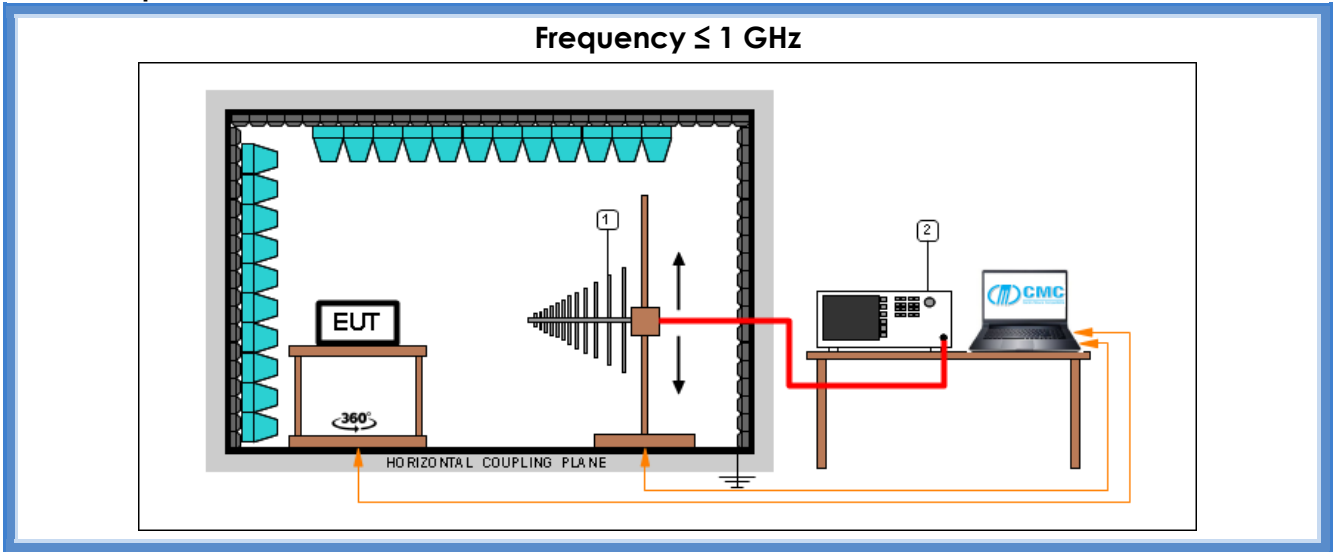 Frequency ≤ 1 GHz
1
2
CMC
EUT
360°
HORIZONTAL COUPLING PLANE